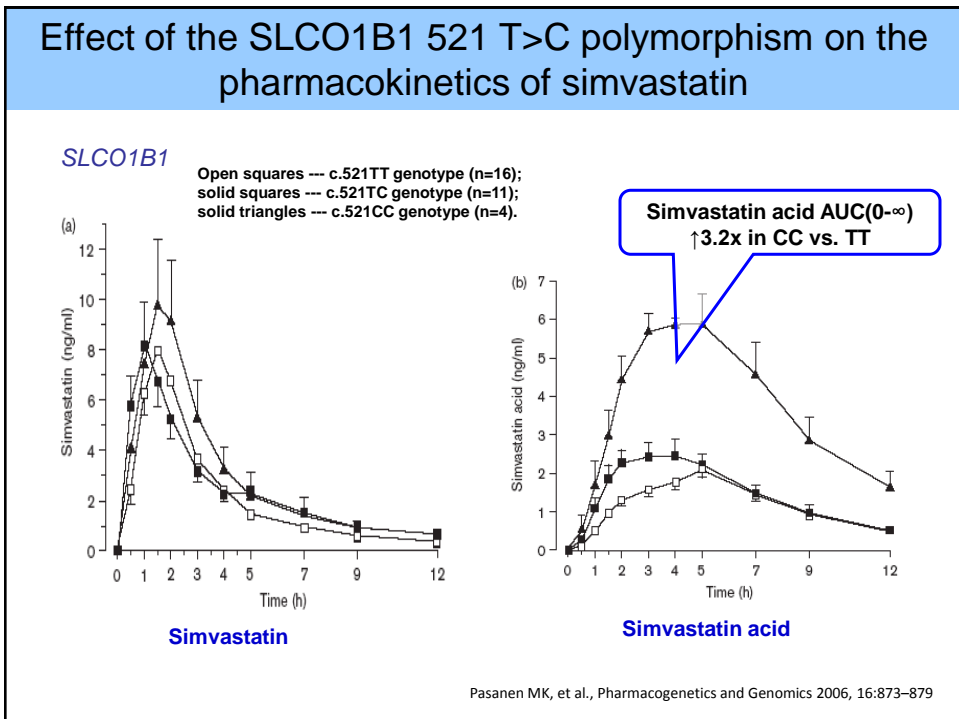 Effect of the SLCO1B1 521 T>C polymorphism on the
pharmacokinetics of simvastatin
SLCO1B1
Open squares --- c.521TT genotype (n=16);
solid squares --- c.521TC genotype (n=11);
solid triangles --- c.521CC genotype (n=4).
Simvastatin acid AUC(0-∞)
↑3.2x in CC vs. TT
(a)
12
10
8
6
4
2
0
Simvastatin (ng/ml)
0 1 2 3 4 5 7 9 12
Time (h)
Simvastatin
(b)
7
6
5
4
3
2
1
0
Simvastatin acid (ng/ml)
0 1 2 3 4 5 7 9 12
Time (h)
Simvastatin acid
Pasanen MK, et al., Pharmacogenetics and Genomics 2006, 16:873–879